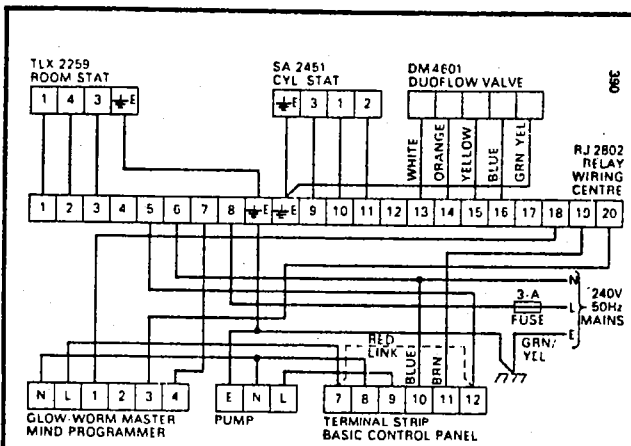 TLX 2259
ROOM STAT
1 4 3 E
SA 2451
CYL STAT
E 3 1 2
DM4601
DUOFLOW VALVE
390
WHITE
ORANGE
YELLOW
BLUE
GRN YEL
RJ 2802
RELAY
WIRING
CENTRE
1 2 3 4 5 6 7 8 E E 9 10 11 12 13 14 15 16 17 18 19 20
N
L
E
3-A
FUSE
240V
50Hz
MAINS
GRN/
YEL
RED
LINK
BLUE
BRN
N L 1 2 3 4
GLOW-WORM MASTER
MIND PROGRAMMER
E N L
PUMP
7 8 9 10 11 12
TERMINAL STRIP
BASIC CONTROL PANEL